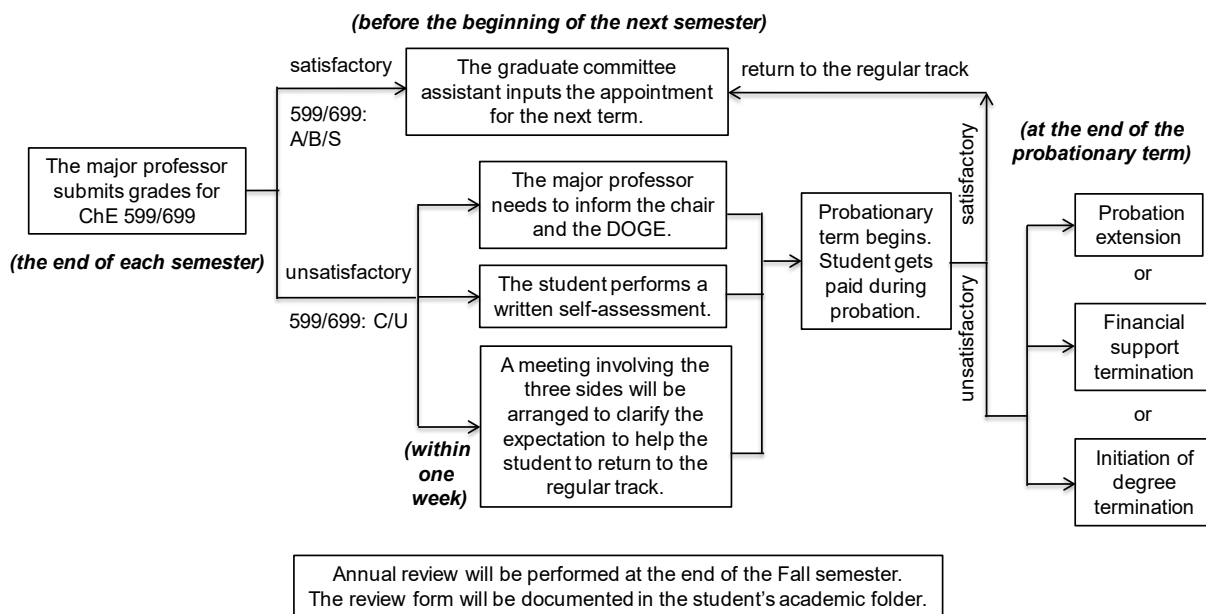 (before the beginning of the next semester)
satisfactory
599/699:
A/B/S
The graduate committee
assistant inputs the appointment
for the next term.
return to the regular track
The major professor
submits grades for
ChE 599/699
(the end of each semester)
unsatisfactory
599/699: C/U
The major professor
needs to inform the chair
and the DOGE.
The student performs a
written self-assessment.
A meeting involving the
three sides will be
arranged to clarify the
expectation to help the
student to return to the
regular track.
(within
one
week)
Probationary
term begins.
Student gets
paid during
probation.
satisfactory
unsatisfactory
(at the end of the
probationary term)
Probation
extension
or
Financial
support
termination
or
Initiation of
degree
termination
Annual review will be performed at the end of the Fall semester.
The review form will be documented in the student's academic folder.